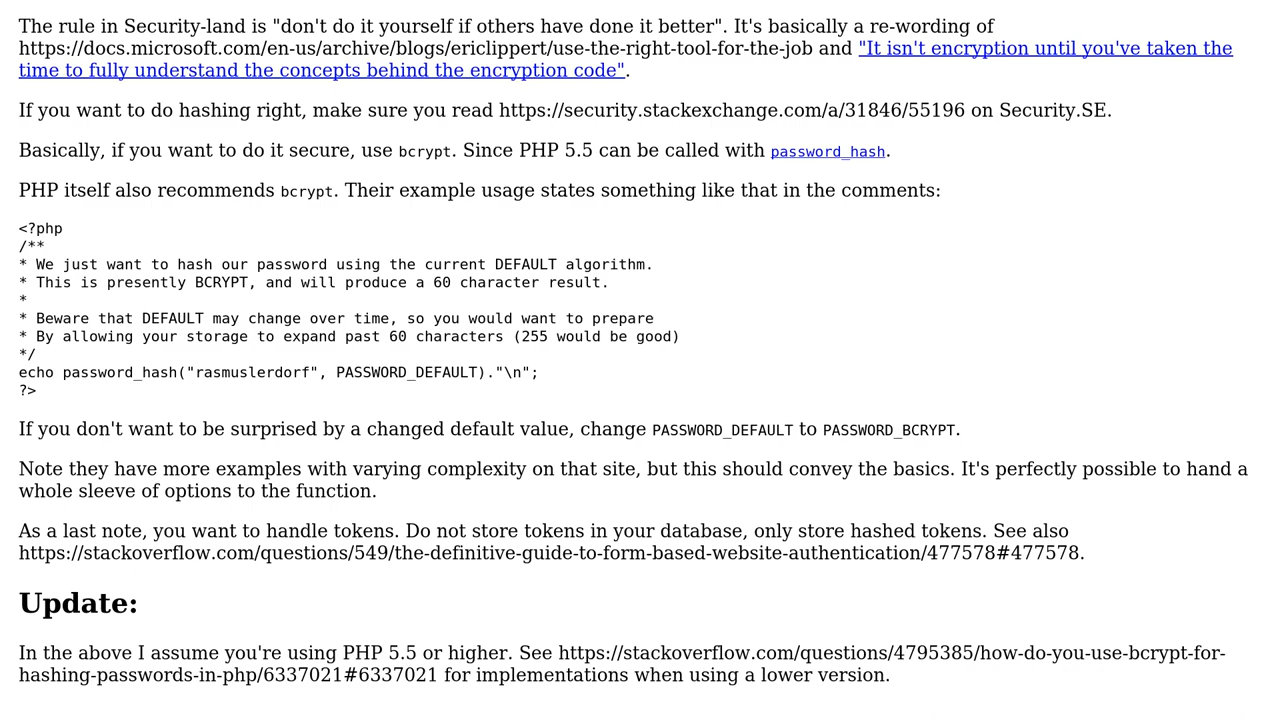 The rule in Security-land is "don't do it yourself if others have done it better". It's basically a re-wording of
https://docs.microsoft.com/en-us/archive/blogs/ericlippert/use-the-right-tool-for-the-job and "It isn't encryption until you've taken the
time to fully understand the concepts behind the encryption code".
If you want to do hashing right, make sure you read https://security.stackexchange.com/a/31846/55196 on Security.SE.
Basically, if you want to do it secure, use bcrypt. Since PHP 5.5 can be called with password_hash.
PHP itself also recommends bcrypt. Their example usage states something like that in the comments:
<?php
/**
* We just want to hash our password using the current DEFAULT algorithm.
* This is presently BCRYPT, and will produce a 60 character result.
*
* Beware that DEFAULT may change over time, so you would want to prepare
* By allowing your storage to expand past 60 characters (255 would be good)
*/
echo password_hash("rasmuslerdorf", PASSWORD_DEFAULT)."\n";
?>
If you don't want to be surprised by a changed default value, change PASSWORD_DEFAULT to PASSWORD_BCRYPT.
Note they have more examples with varying complexity on that site, but this should convey the basics. It's perfectly possible to hand a
whole sleeve of options to the function.
As a last note, you want to handle tokens. Do not store tokens in your database, only store hashed tokens. See also
https://stackoverflow.com/questions/549/the-definitive-guide-to-form-based-website-authentication/477578#477578.
Update:
In the above I assume you're using PHP 5.5 or higher. See https://stackoverflow.com/questions/4795385/how-do-you-use-bcrypt-for-
hashing-passwords-in-php/6337021#6337021 for implementations when using a lower version.